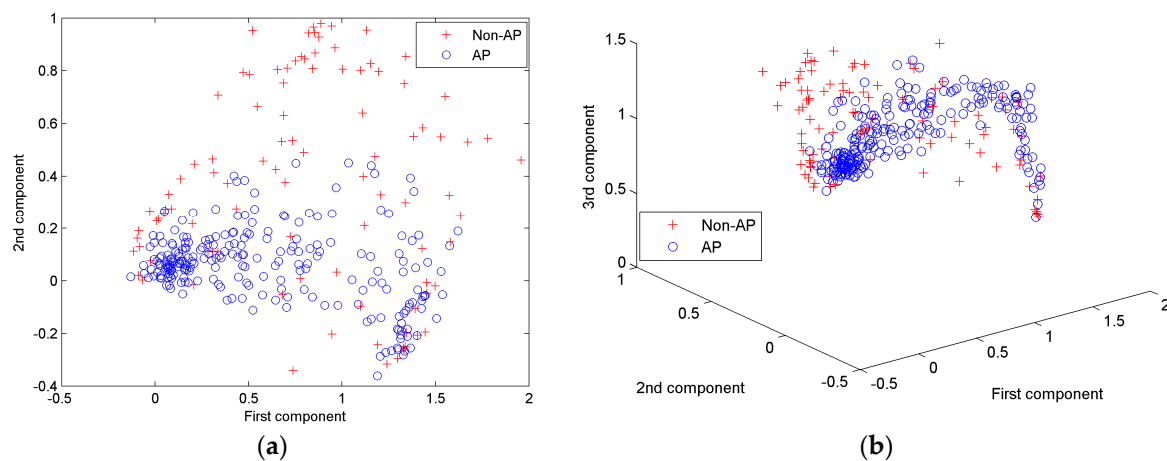 1
0.8
0.6
0.4
0.2
0
-0.2
-0.4
2nd component
Non-AP
AP
-0.5 0 0.5 1 1.5 2
First component
(a)
1.5
1
0.5
0
3rd component
Non-AP
AP
1
0.5
0
-0.5
2nd component
-0.5
0
0.5
1
1.5
2
First component
(b)